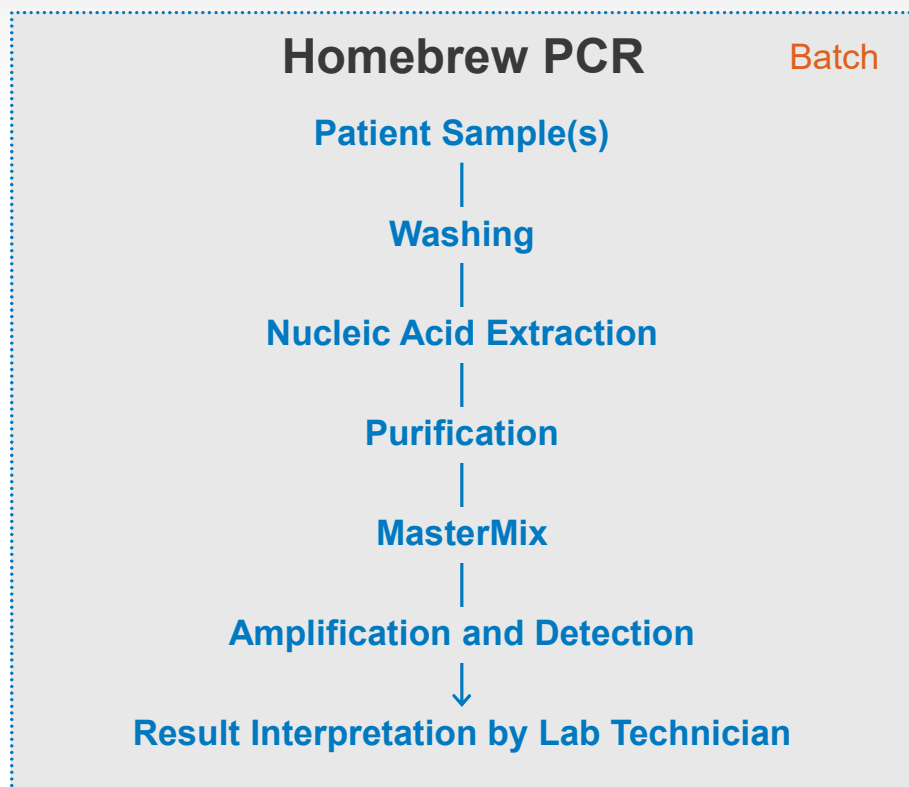 Homebrew PCR
Batch
Patient Sample(s)
Washing
Nucleic Acid Extraction
Purification
MasterMix
Amplification and Detection
Result Interpretation by Lab Technician